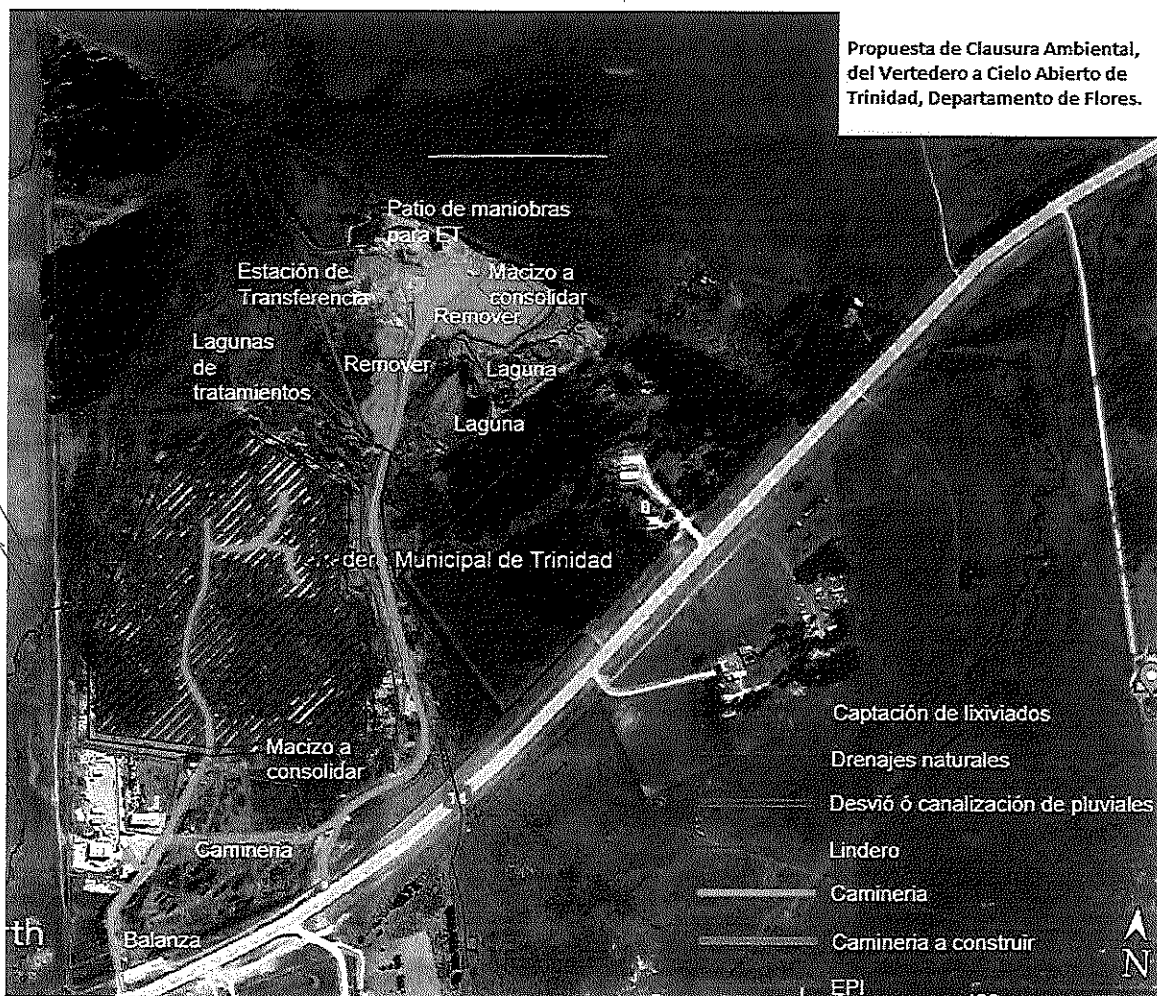 Propuesta de Clausura Ambiental,
del Vertedero a Cielo Abierto de
Trinidad, Departamento de Flores.
Patio de maniobras
para ET
Estación de
Transferencia
Macizo a
consolidar
Remover
Lagunas
de
tratamientos
Remover
Laguna
Laguna
Municipal de Trinidad
Macizo a
consolidar
Camineria
Balanza
Captación de lixiviados
Drenajes naturales
Desvió ó canalización de pluviales
Lindero
Camineria
Camineria a construir
EPI
N